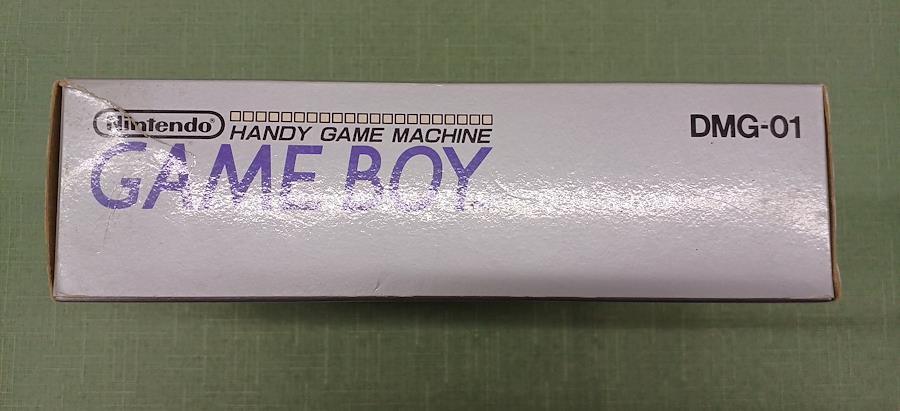 Nintendo
HANDY GAME MACHINE
GAME BOY
DMG-01